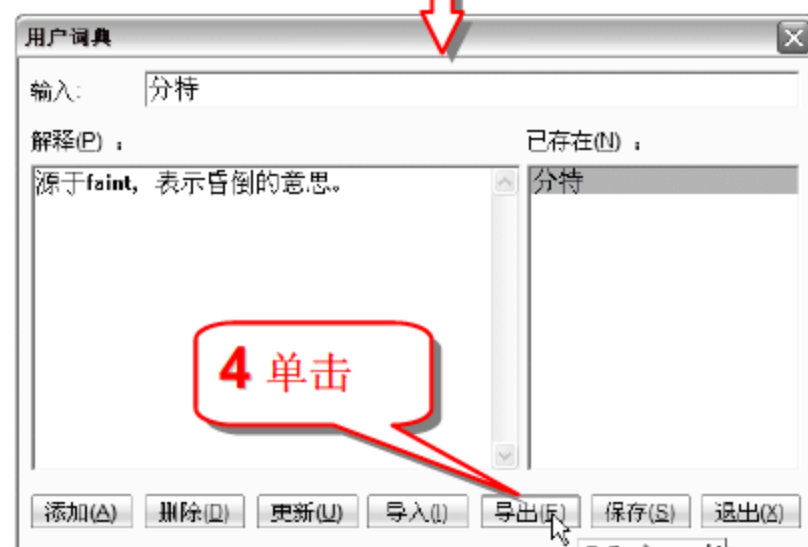 用户词典
输入: 分特
解释(P) : 已存在(N) :
源于faint，表示昏倒的意思。 分特
4 单击
添加(A) 删除(D) 更新(U) 导入(I) 导出(E) 保存(S) 退出(X)